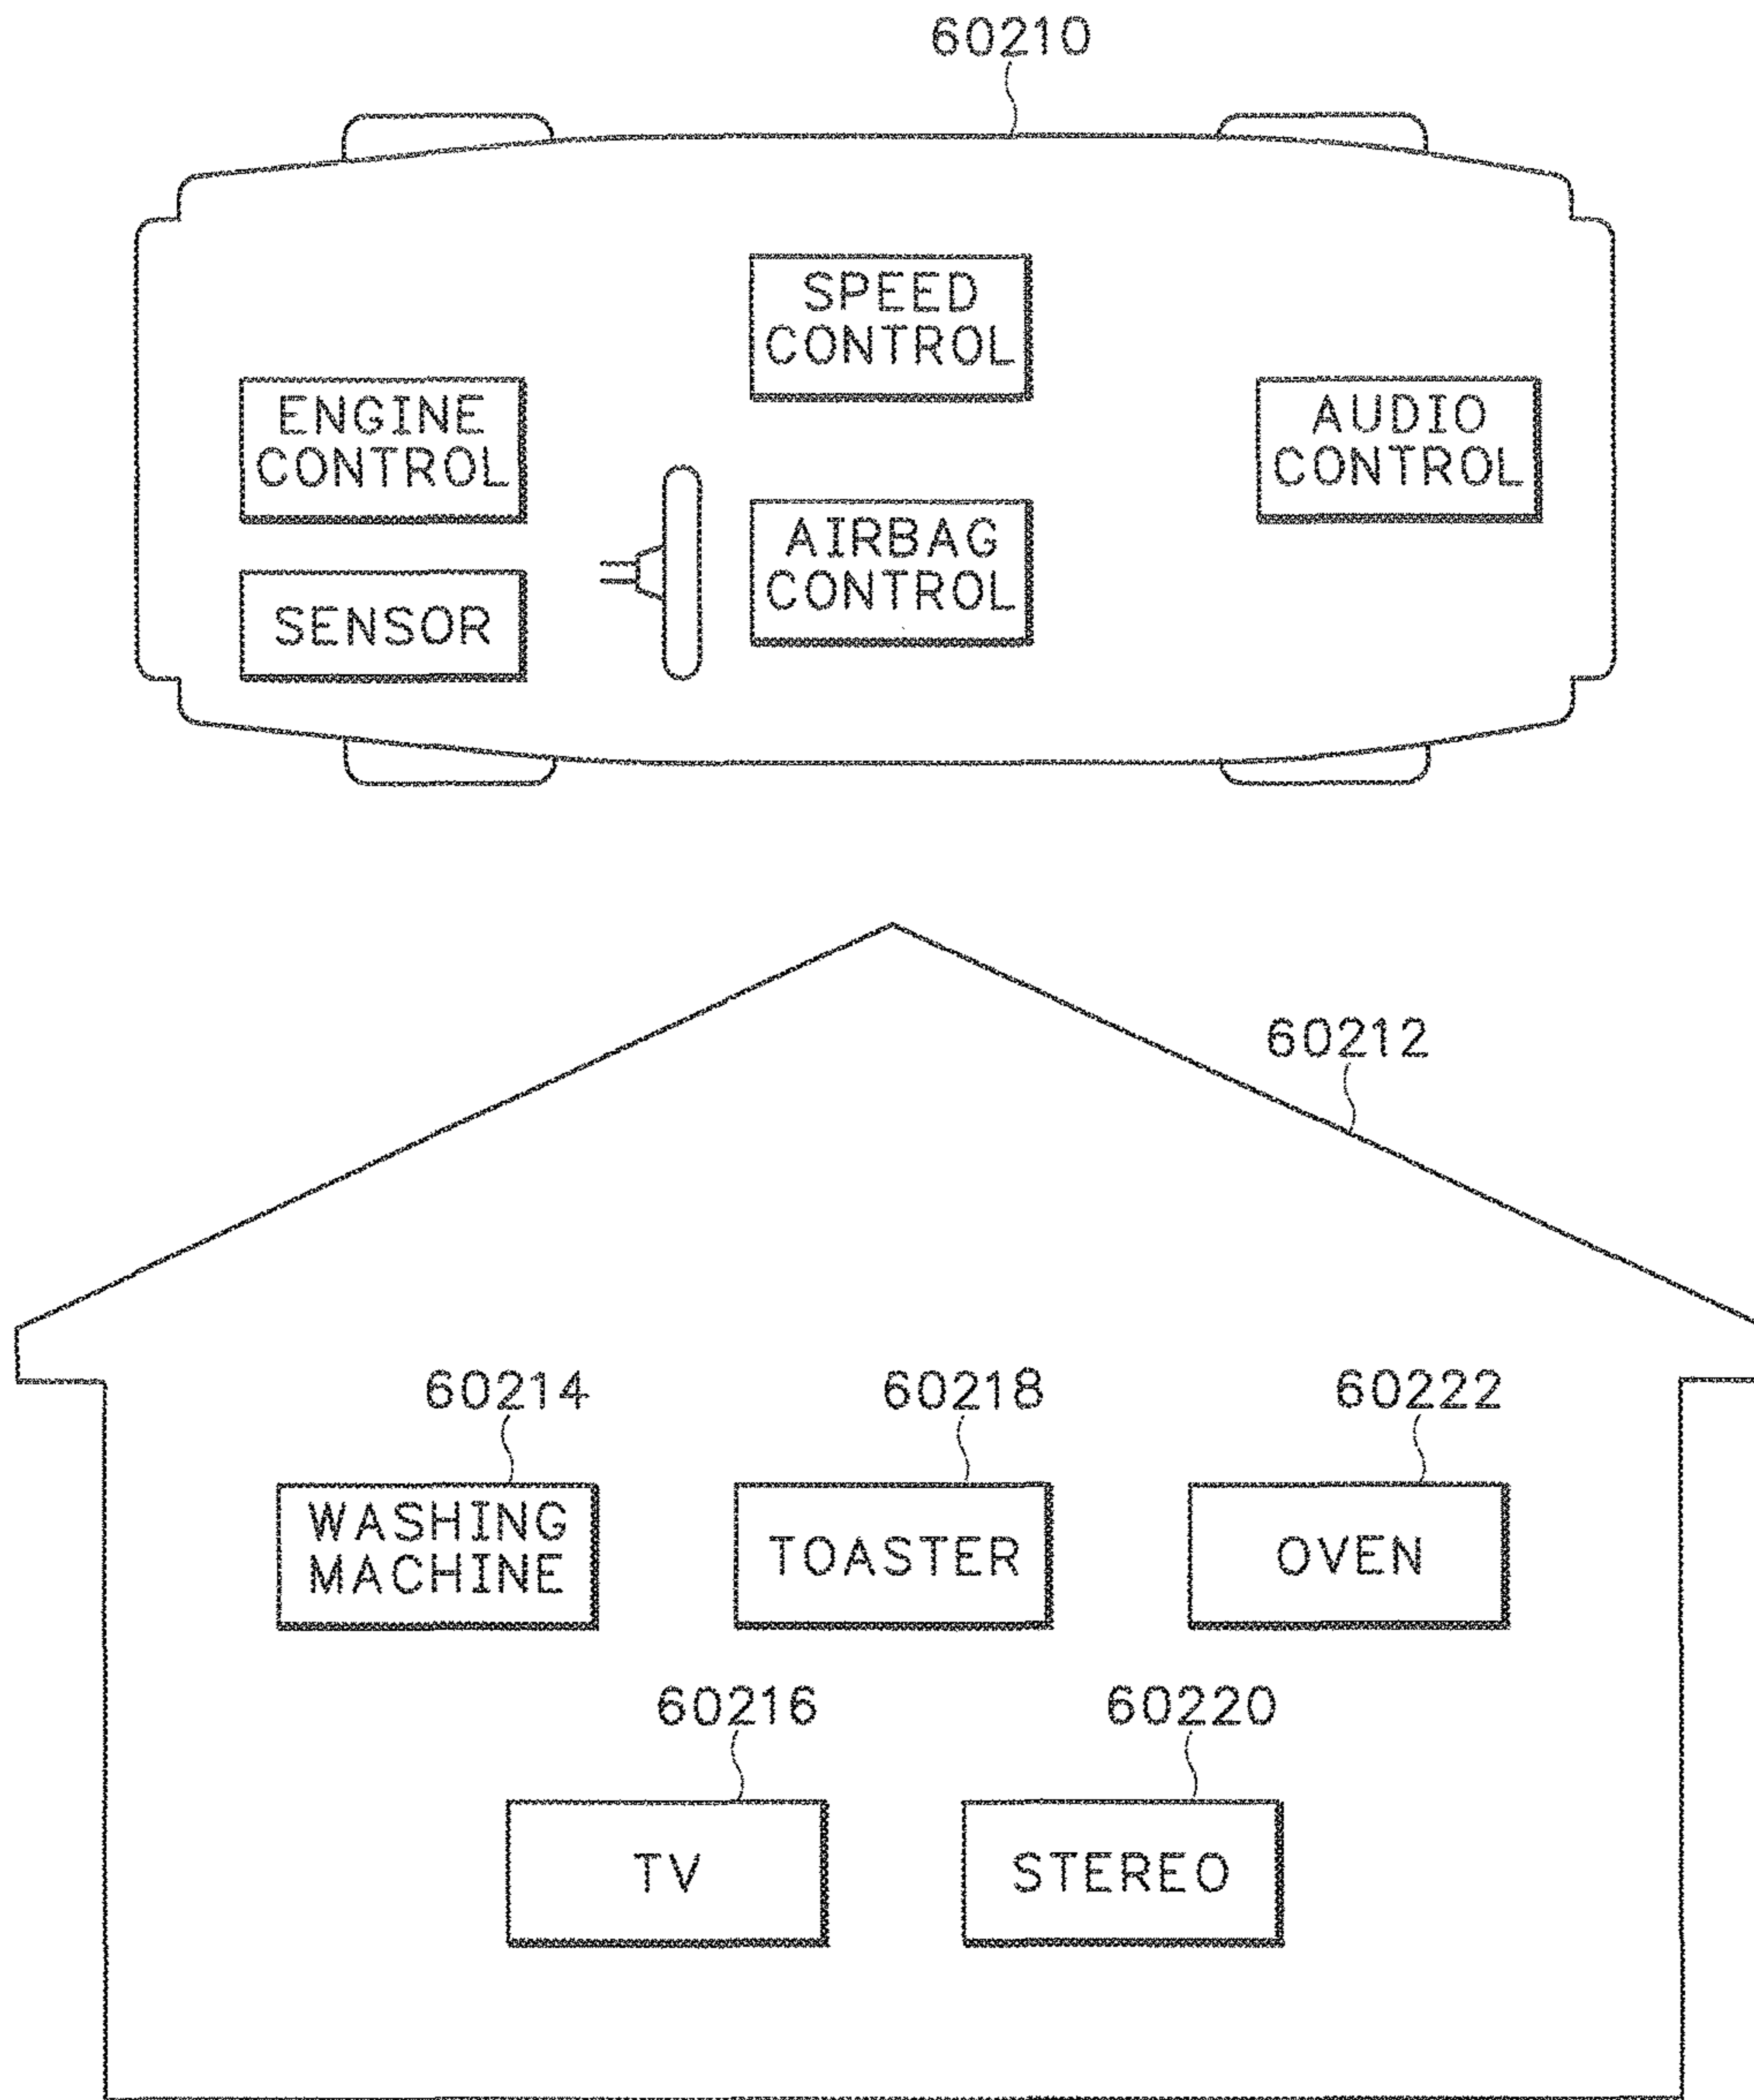 60210
SPEED
CONTROL
ENGINE
CONTROL
AUDIO
CONTROL
AIRBAG
CONTROL
SENSOR
60212
60214
60218
60222
WASHING
MACHINE
TOASTER
OVEN
60216
60220
TV
STEREO